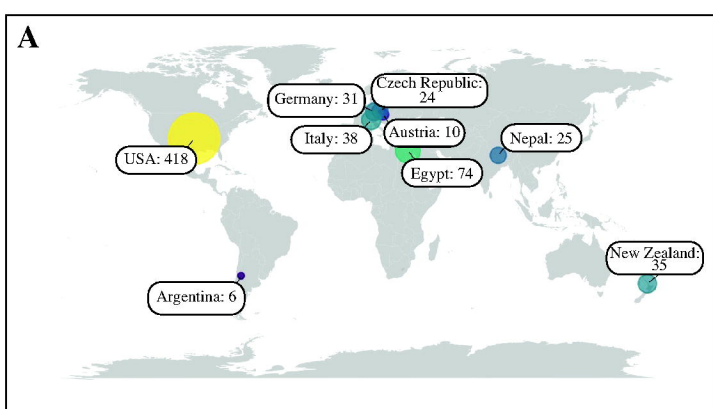 A
Czech Republic:
24
Germany: 31
Italy: 38
Austria: 10
Nepal: 25
USA: 418
Egypt: 74
New Zealand:
35
Argentina: 6